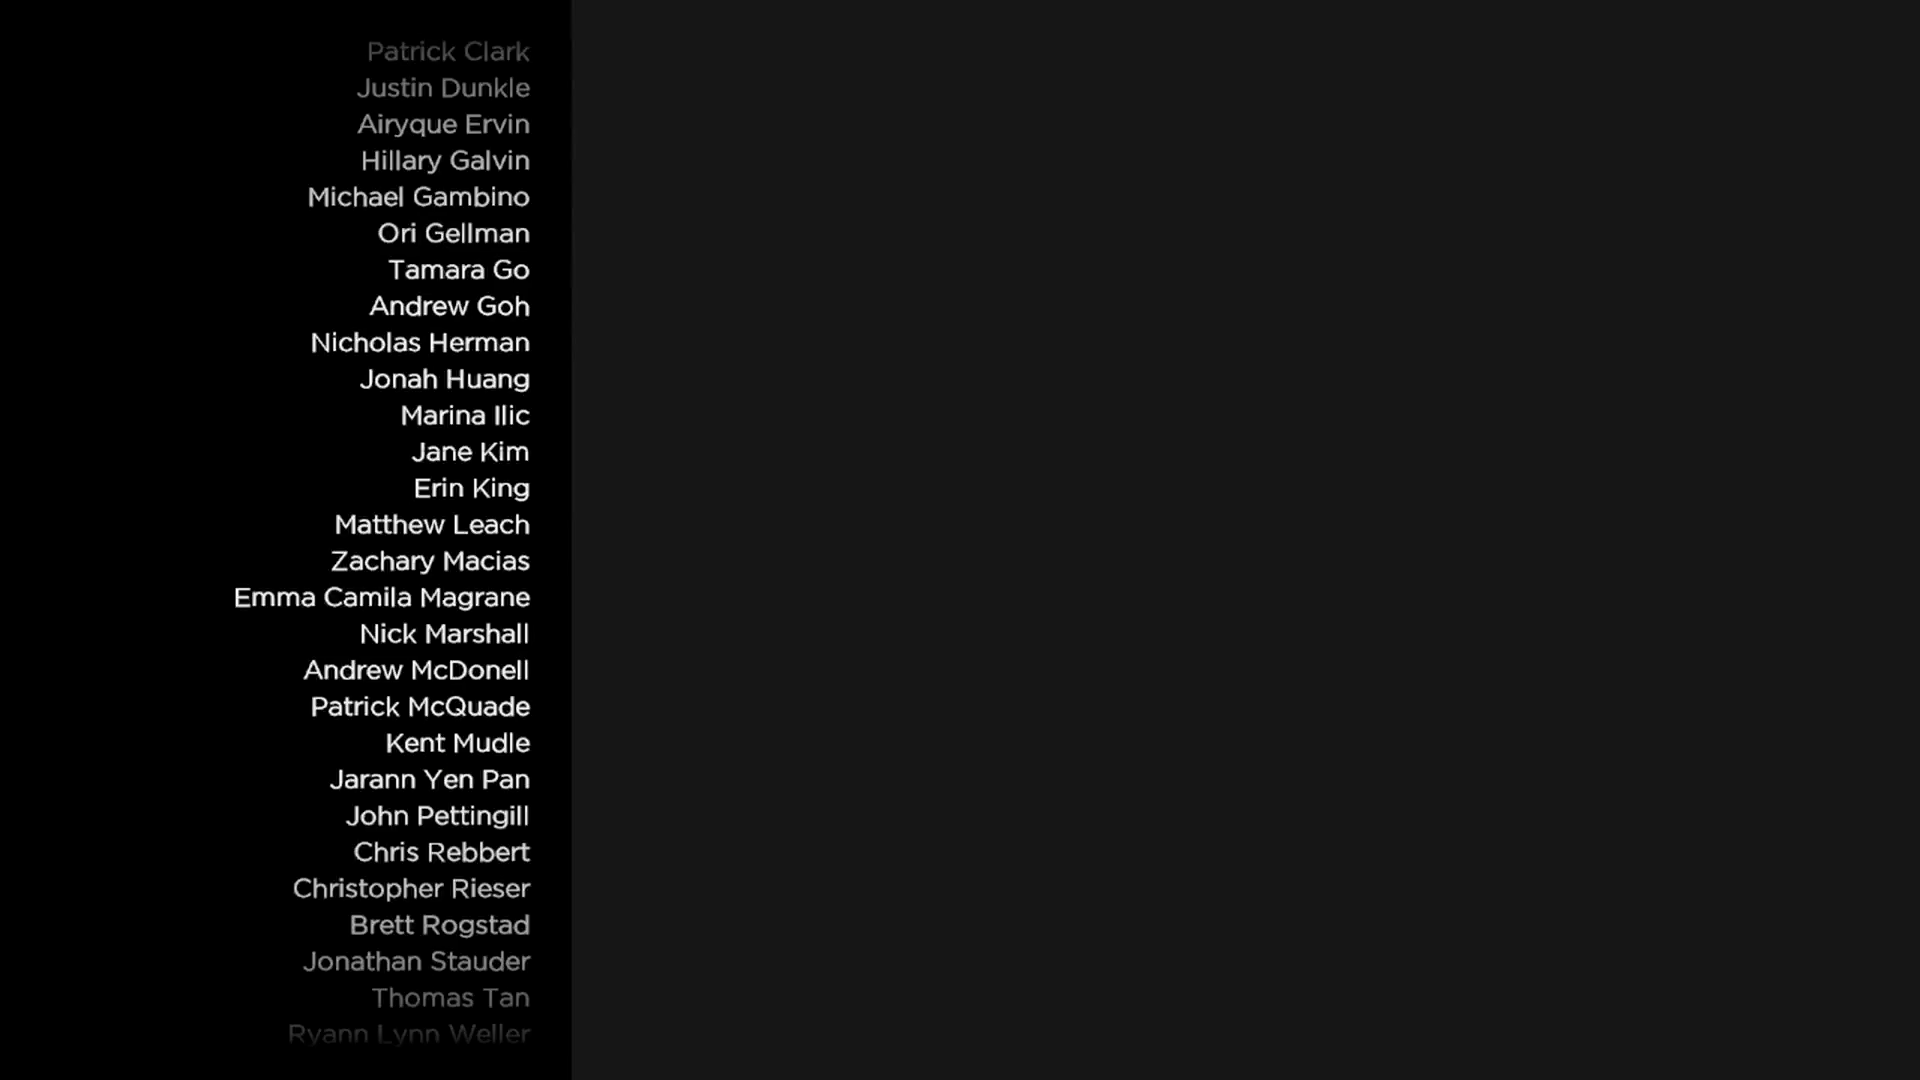 Patrick Clark
Justin Dunkle
Airyque Ervin
Hillary Galvin
Michael Gambino
Ori Gellman
Tamara Go
Andrew Goh
Nicholas Herman
Jonah Huang
Marina Ilic
Jane Kim
Erin King
Matthew Leach
Zachary Macias
Emma Camila Magrane
Nick Marshall
Andrew McDonell
Patrick McQuade
Kent Mudle
Jarann Yen Pan
John Pettingill
Chris Rebbert
Christopher Rieser
Brett Rogstad
Jonathan Stauder
Thomas Tan
Ryann Lynn Weller